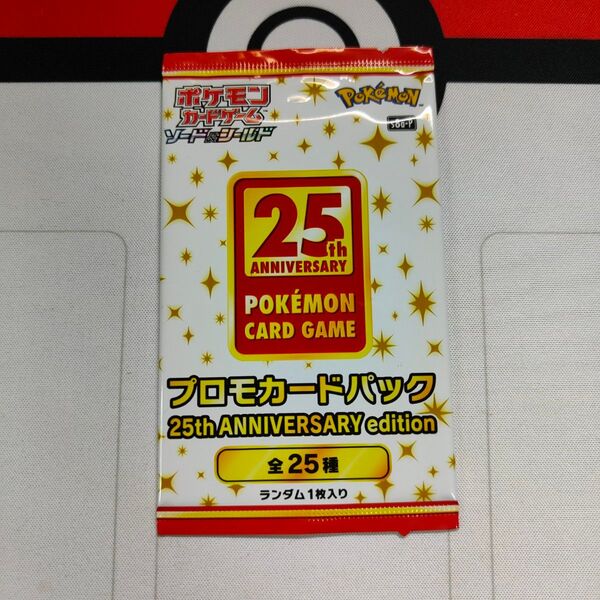 ポケモン
カードゲーム
ソード&シールド
POKÉMON
s8a-P
25th
ANNIVERSARY
POKÉMON
CARD GAME
プロモカードパック
25th ANNIVERSARY edition
全25種
ランダム1枚入り